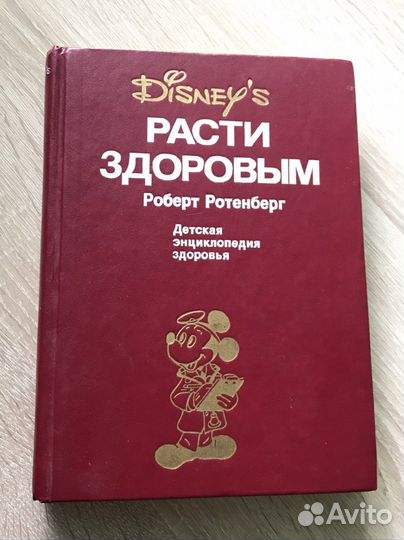 DISNEY'S
РАСТИ
ЗДОРОВЫМ
Роберт Ротенберг
Детская
энциклопедия
здоровья
Avito